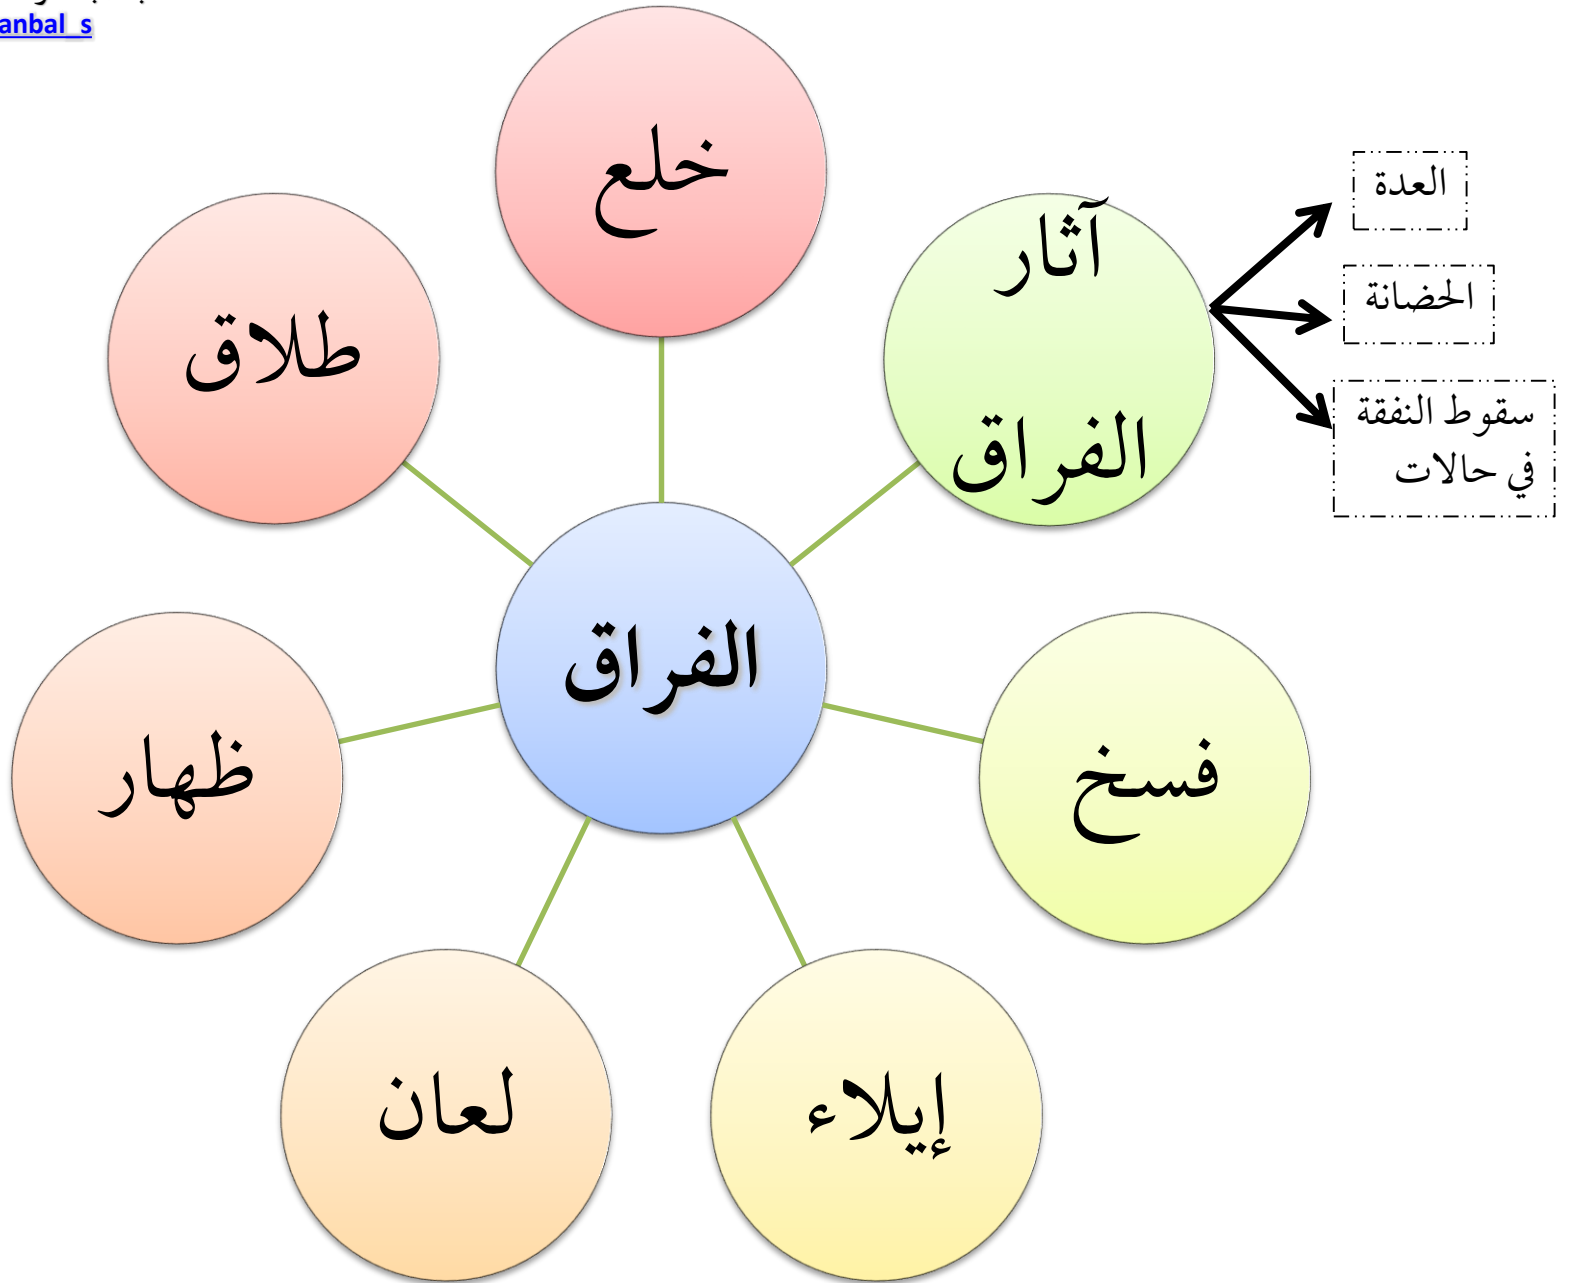 anbal_s
خلع
طلاق
آثار
الفراق
العدة
الحضانة
سقوط النفقة
في حالات
الفراق
ظهار
فسخ
لعان
إيلاء